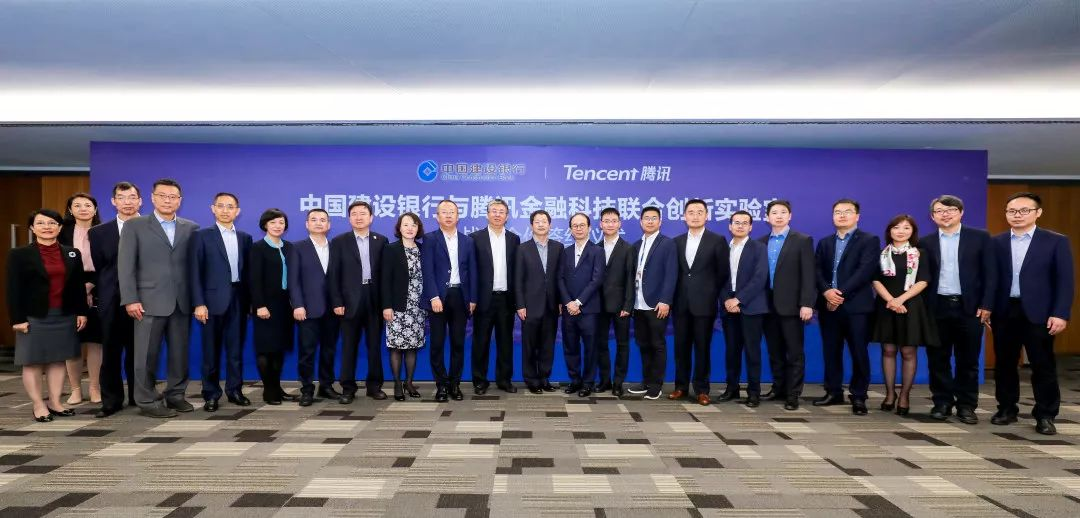 中国建设银行
China Construction Bank
Tencent 腾讯
中国建设银行与腾讯金融科技联合创新实验室